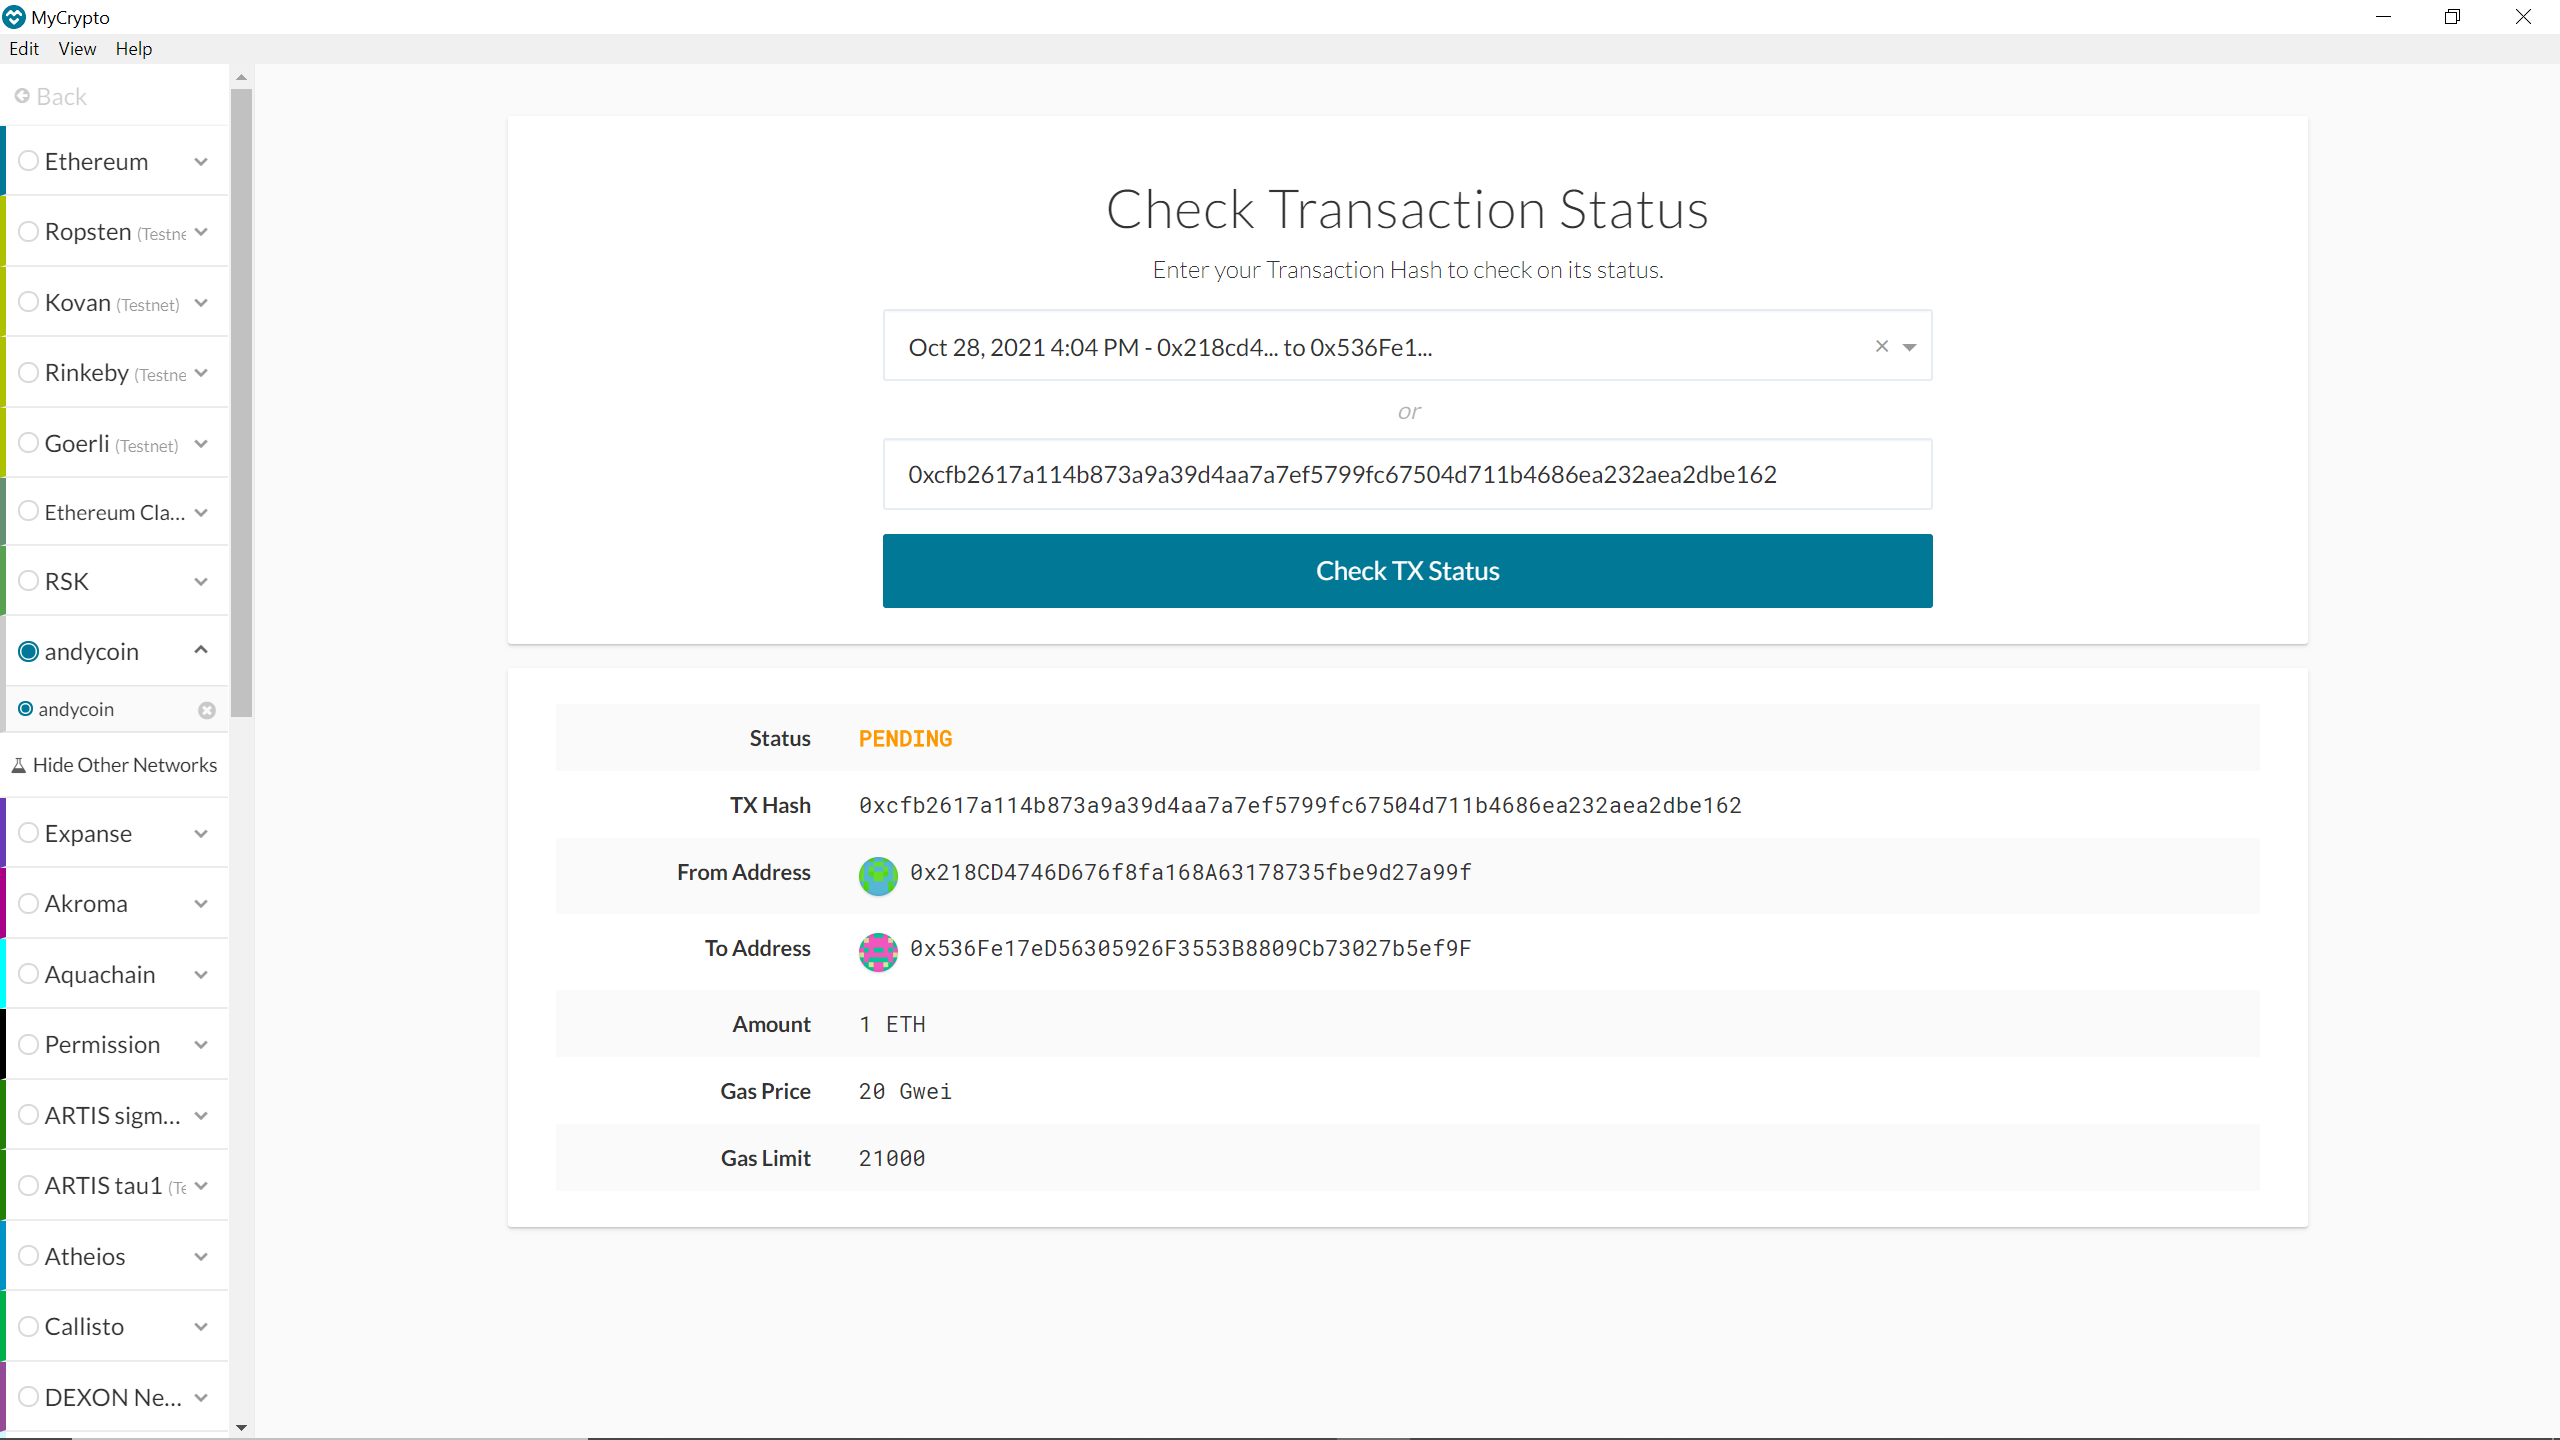 MyCrypto
Edit View Help
Back
Ethereum
Ropsten (Testne
Kovan (Testnet)
Rinkeby (Testne
Goerli (Testnet)
Ethereum Cla...
RSK
andycoin
andycoin
Hide Other Networks
Expanse
Akroma
Aquachain
Permission
ARTIS sigm...
ARTIS tau1 (Te
Atheios
Callisto
DEXON Ne...
Check Transaction Status
Enter your Transaction Hash to check on its status.
Oct 28, 2021 4:04 PM - 0x218cd4... to 0x536Fe1...
or
0xcfb2617a114b873a9a39d4aa7a7ef5799fc67504d711b4686ea232aea2dbe162
Check TX Status
Status PENDING
TX Hash 0xcfb2617a114b873a9a39d4aa7a7ef5799fc67504d711b4686ea232aea2dbe162
From Address 0x218CD4746D676f8fa168A63178735fbe9d27a99f
To Address 0x536Fe17eD56305926F3553B8809Cb73027b5ef9F
Amount 1 ETH
Gas Price 20 Gwei
Gas Limit 21000